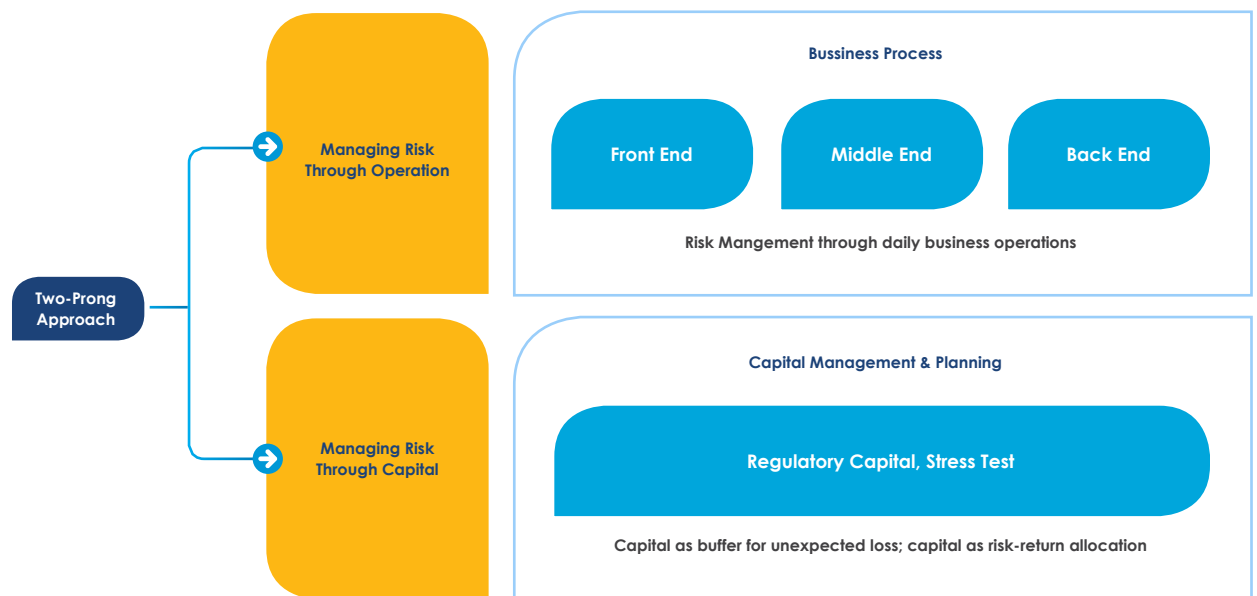 Two-Prong
Approach
Managing Risk
Through Operation
Bussiness Process
Front End
Middle End
Back End
Risk Mangement through daily business operations
Managing Risk
Through Capital
Capital Management & Planning
Regulatory Capital, Stress Test
Capital as buffer for unexpected loss; capital as risk-return allocation